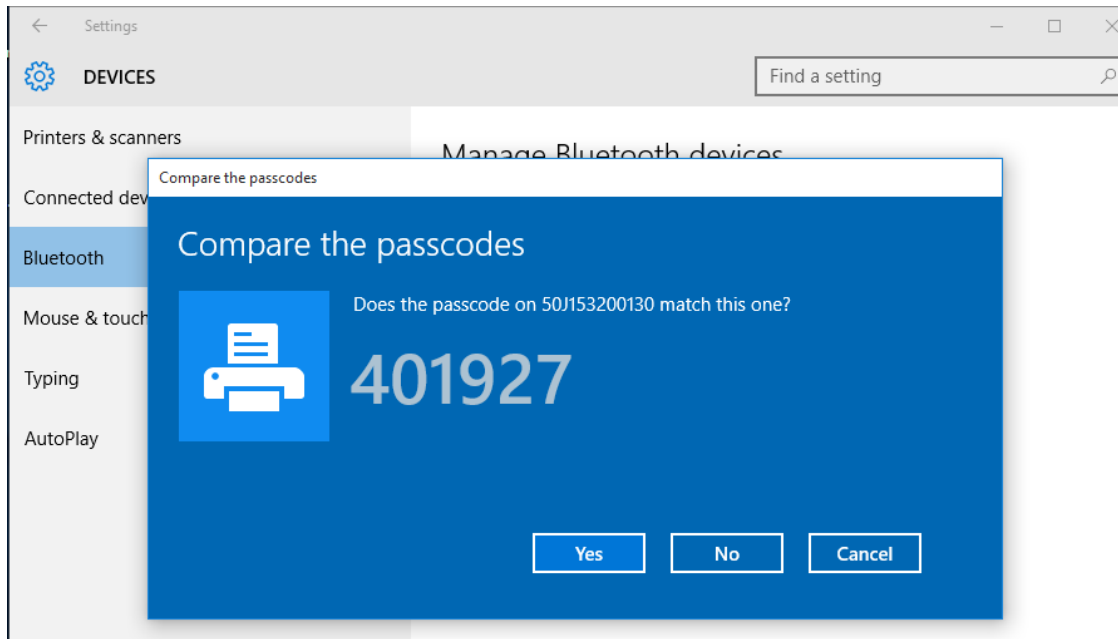 Settings
DEVICES
Find a setting
Printers & scanners
Manage Bluetooth devices
Connected dev
Bluetooth
Mouse & touch
Typing
AutoPlay
Compare the passcodes
Compare the passcodes
Does the passcode on 50J153200130 match this one?
401927
Yes
No
Cancel